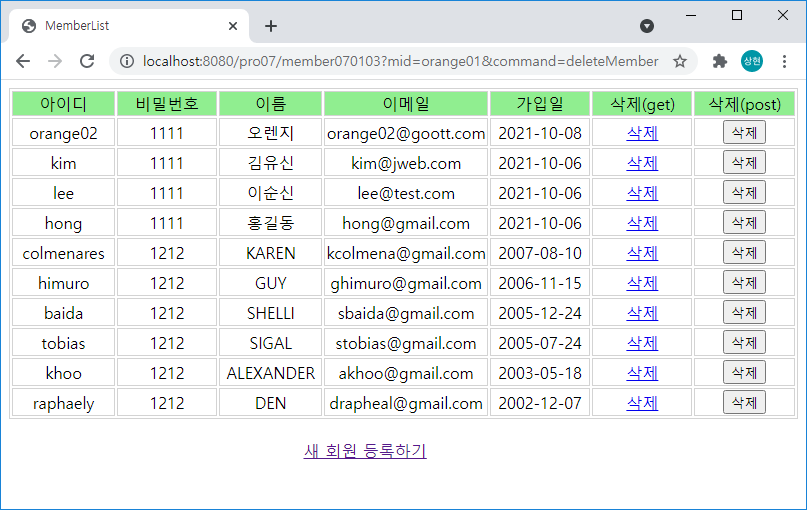 MemberList
localhost:8080/pro07/member070103?mid=orange01&command=deleteMember
상현
아이디 비밀번호 이름 이메일 가입일 삭제(get) 삭제(post)
orange02 1111 오렌지 orange02@goott.com 2021-10-08 삭제 삭제
kim 1111 김유신 kim@jweb.com 2021-10-06 삭제 삭제
lee 1111 이순신 lee@test.com 2021-10-06 삭제 삭제
hong 1111 홍길동 hong@gmail.com 2021-10-06 삭제 삭제
colmenares 1212 KAREN kcolmena@gmail.com 2007-08-10 삭제 삭제
himuro 1212 GUY ghimuro@gmail.com 2006-11-15 삭제 삭제
baida 1212 SHELLI sbaida@gmail.com 2005-12-24 삭제 삭제
tobias 1212 SIGAL stobias@gmail.com 2005-07-24 삭제 삭제
khoo 1212 ALEXANDER akhoo@gmail.com 2003-05-18 삭제 삭제
raphaely 1212 DEN drapheal@gmail.com 2002-12-07 삭제 삭제
새 회원 등록하기